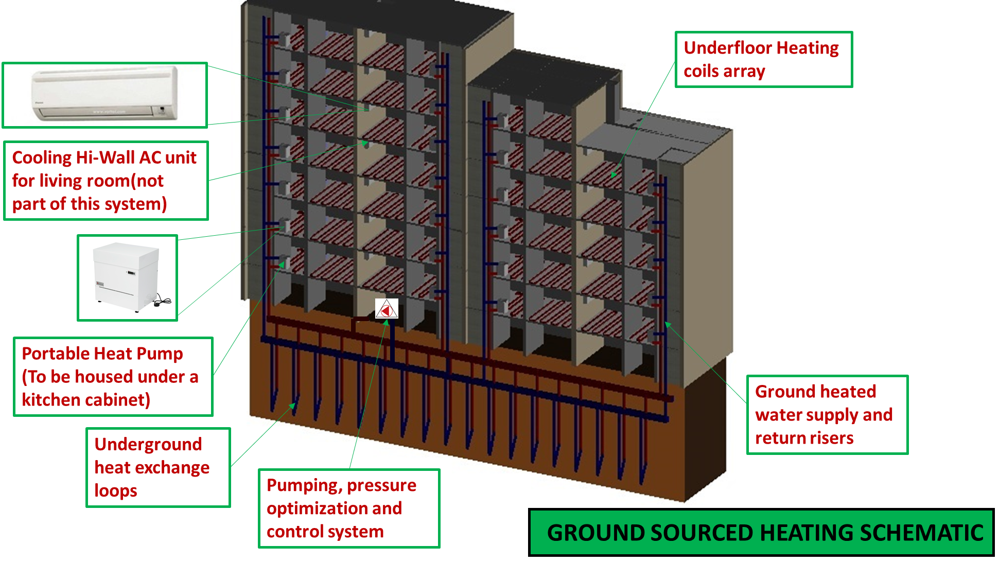 Underfloor Heating
coils array
Cooling Hi-Wall AC unit
for living room(not
part of this system)
Portable Heat Pump
(To be housed under a
kitchen cabinet)
Underground
heat exchange
loops
Pumping, pressure
optimization and
control system
Ground heated
water supply and
return risers
GROUND SOURCED HEATING SCHEMATIC